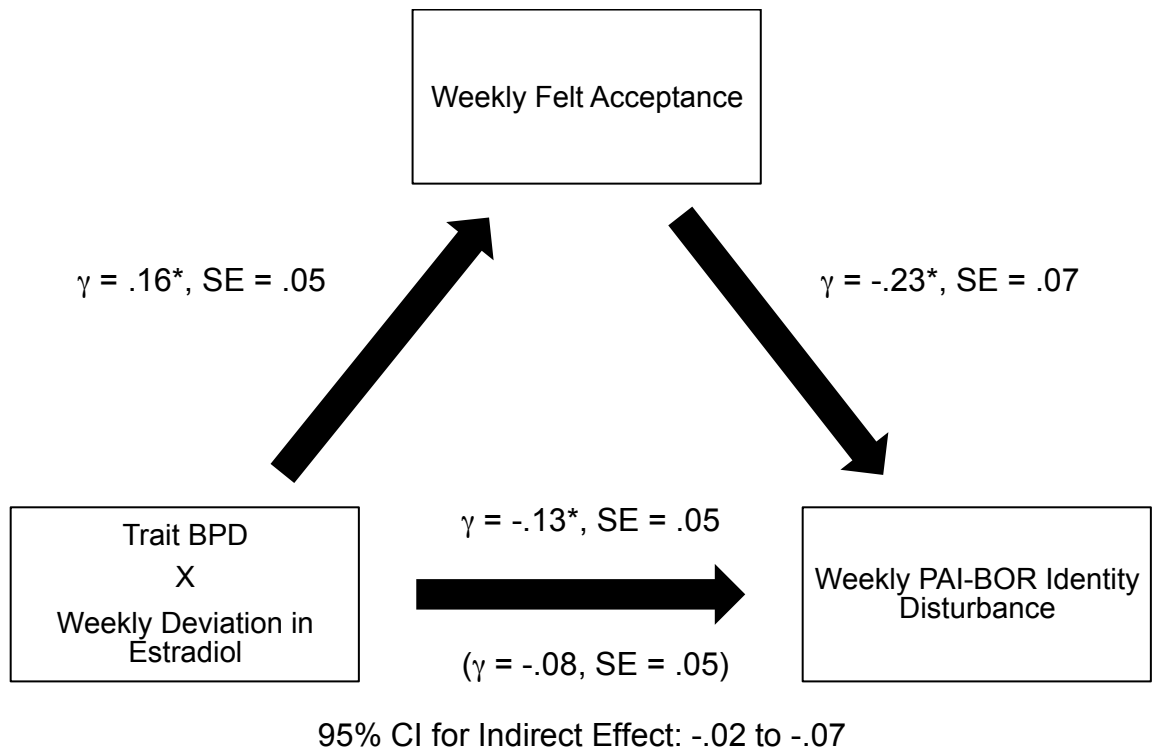 Weekly Felt Acceptance
γ = .16*, SE = .05
γ = -.23*, SE = .07
Trait BPD
X
Weekly Deviation in
Estradiol
γ = -.13*, SE = .05
(γ = -.08, SE = .05)
Weekly PAI-BOR Identity
Disturbance
95% CI for Indirect Effect: -.02 to -.07